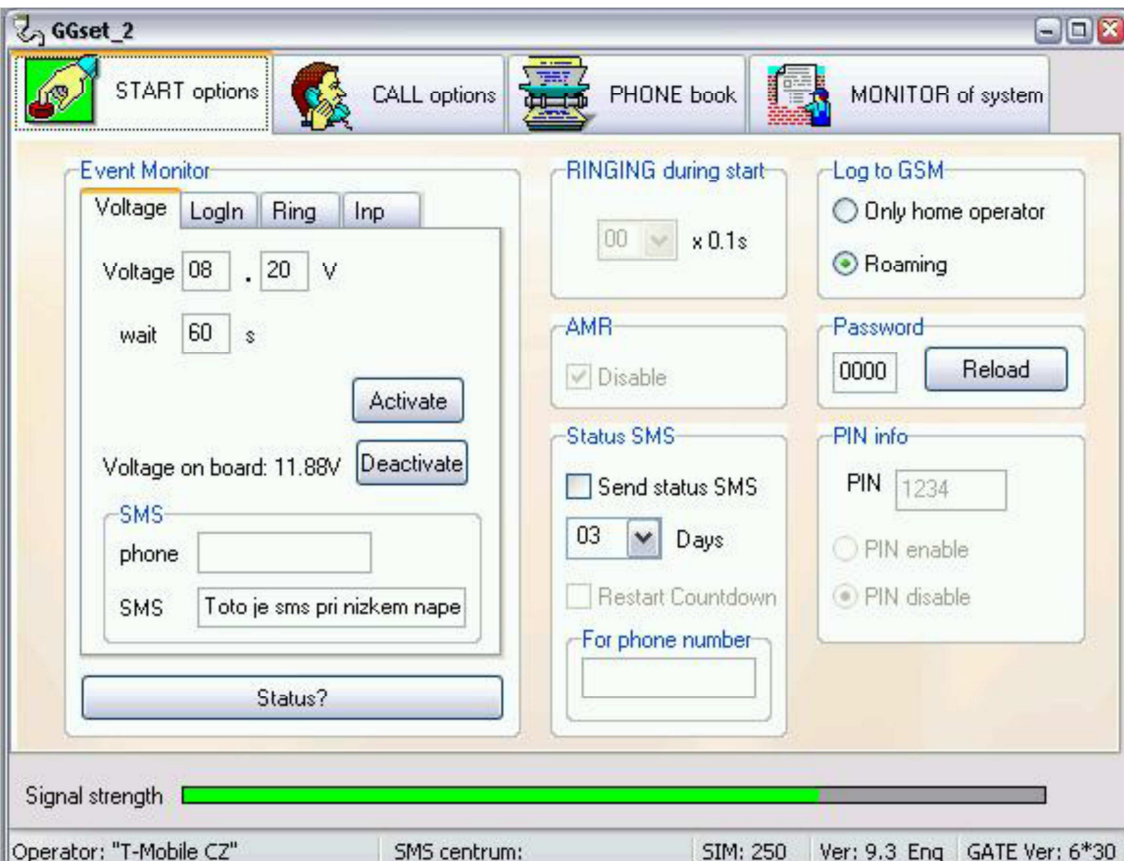 GGset_2
START options
CALL options
PHONE book
MONITOR of system
Event Monitor
Voltage LogIn Ring Inp
Voltage 08 . 20 V
wait 60 s
Activate
Voltage on board: 11.88V Deactivate
SMS
phone
SMS Toto je sms pri nizkem nape
Status?
RINGING during start
00 x 0.1s
AMR
Disable
Status SMS
Send status SMS
03 Days
Restart Countdown
For phone number
Log to GSM
Only home operator
Roaming
Password
0000 Reload
PIN info
PIN 1234
PIN enable
PIN disable
Signal strength
Operator: "T-Mobile CZ" SMS centrum: SIM: 250 Ver: 9.3 Eng GATE Ver: 6*30